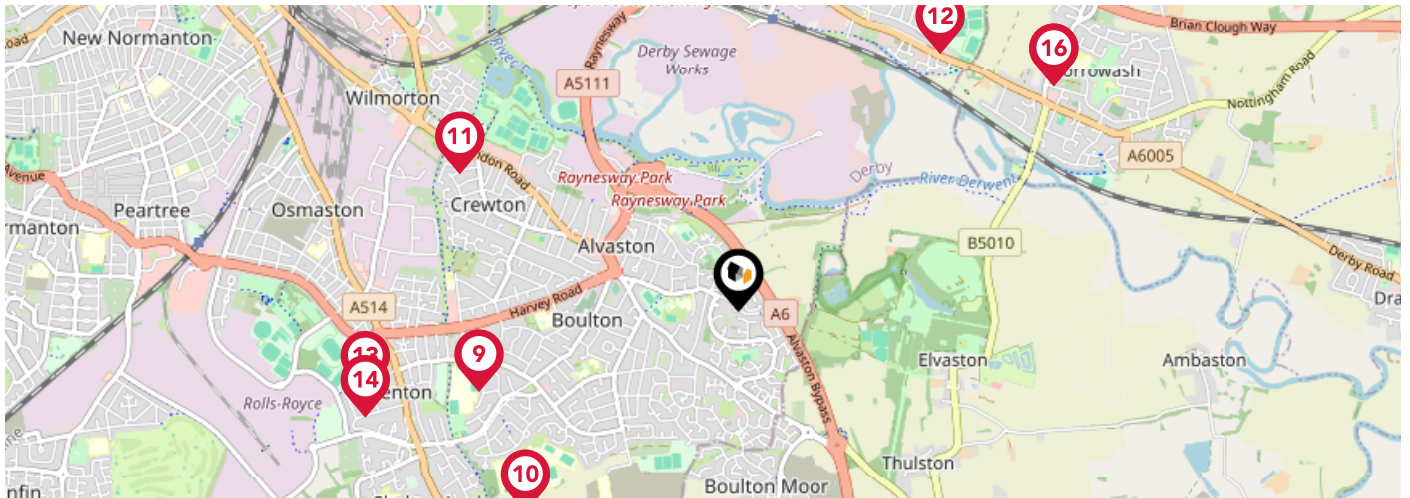 New Normanton
Wilmorton
11
Raynesway
A5111
Derby Sewage
Works
12
16
Brian Clough Way
Nottingham Road
A6005
Derby
River Derwent
Raynesway Park
Raynesway Park
Avenue
Peartree
Osmaston
Crewton
Alvaston
B5010
Derby Road
A514
Harvey Road
Boulton
A6
Alvaston Bypass
Elvaston
Ambaston
13
14
9
Rolls-Royce
10
Boulton Moor
Thulston